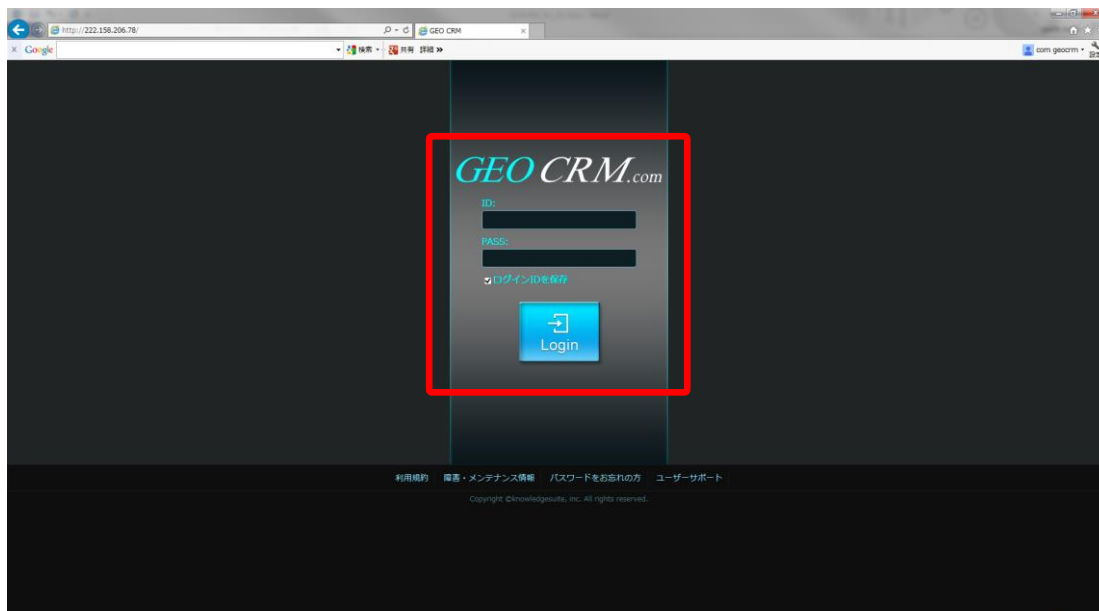 http://222.158.206.78/
GEO CRM
Google
検索
共有
詳細 »
com geocrm
GEO CRM.com
ID:
PASS:
ログインIDを保存
Login
利用規約 障害・メンテナンス情報 パスワードをお忘れの方 ユーザーサポート
Copyright ©knowledgesuite, inc. All rights reserved.